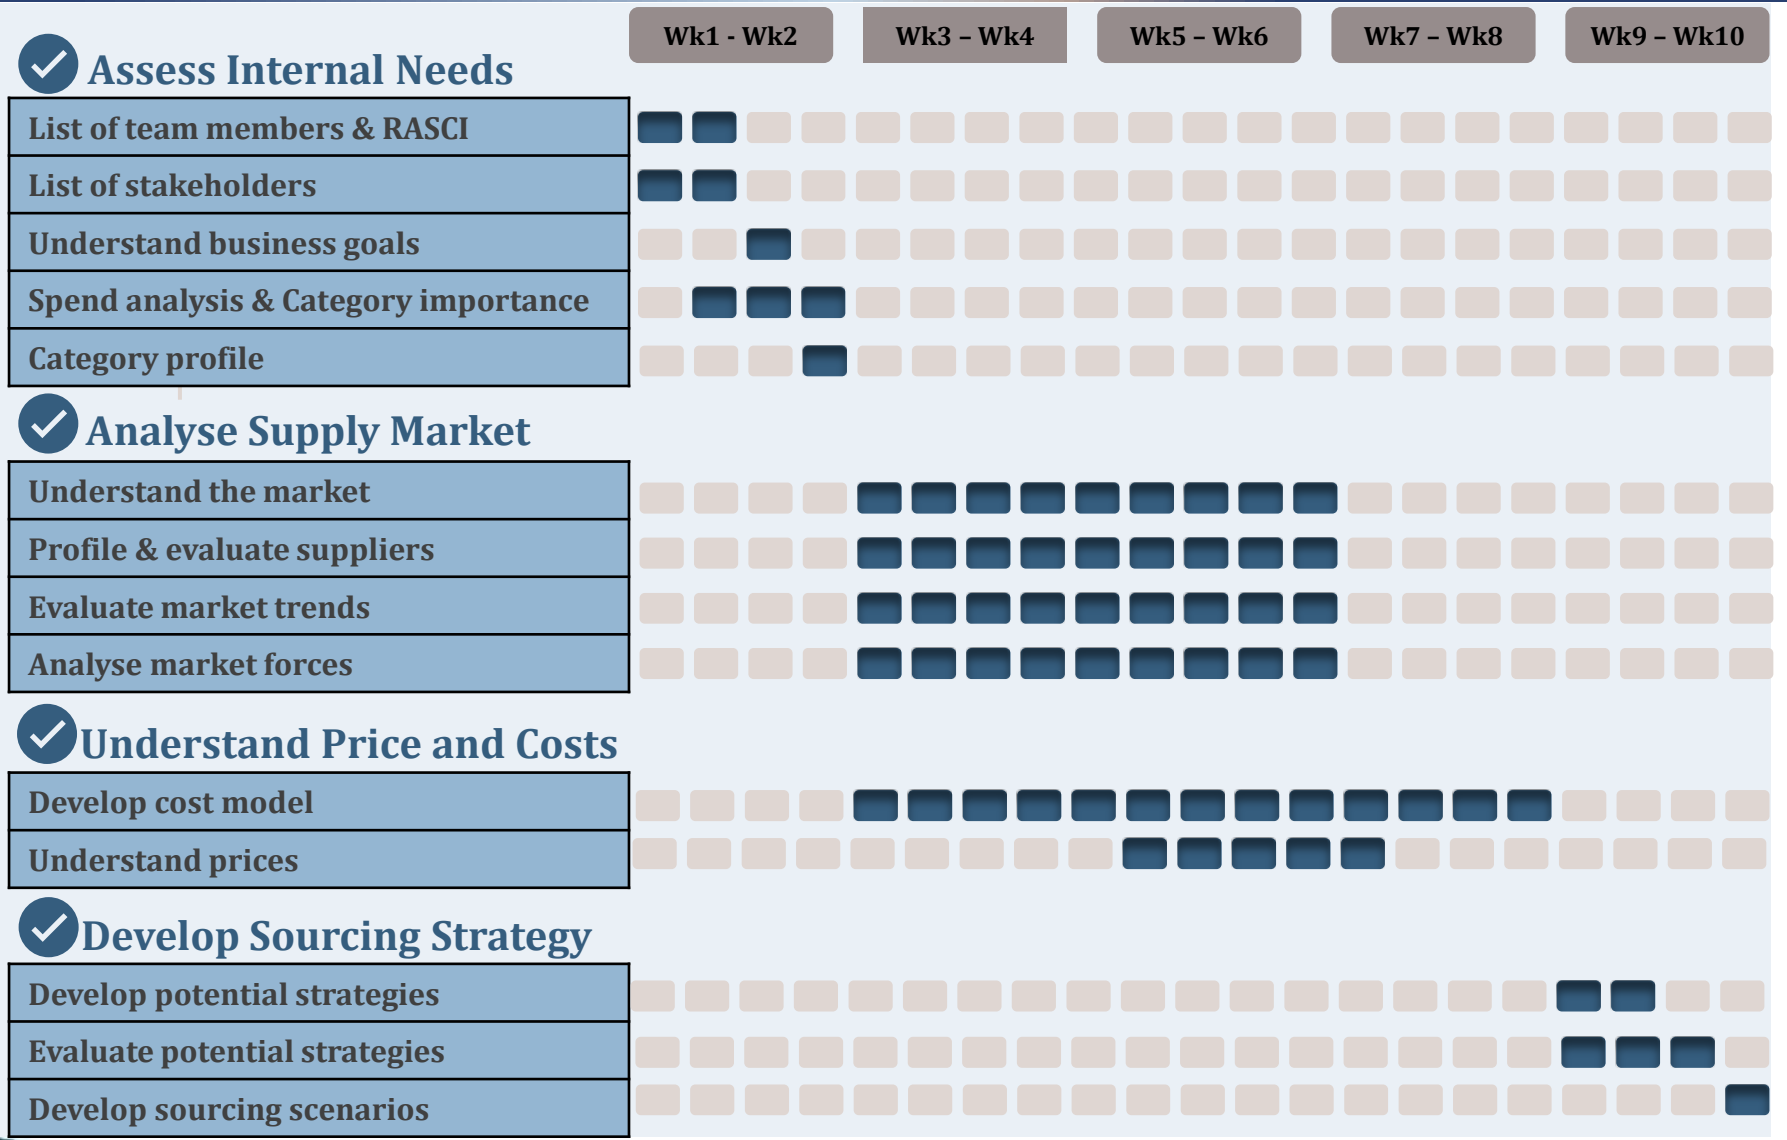 Wk1 - Wk2
Wk3 – Wk4
Wk5 – Wk6
Wk7 – Wk8
Wk9 – Wk10
Assess Internal Needs
List of team members & RASCI
List of stakeholders
Understand business goals
Spend analysis & Category importance
Category profile
Analyse Supply Market
Understand the market
Profile & evaluate suppliers
Evaluate market trends
Analyse market forces
Understand Price and Costs
Develop cost model
Understand prices
Develop Sourcing Strategy
Develop potential strategies
Evaluate potential strategies
Develop sourcing scenarios